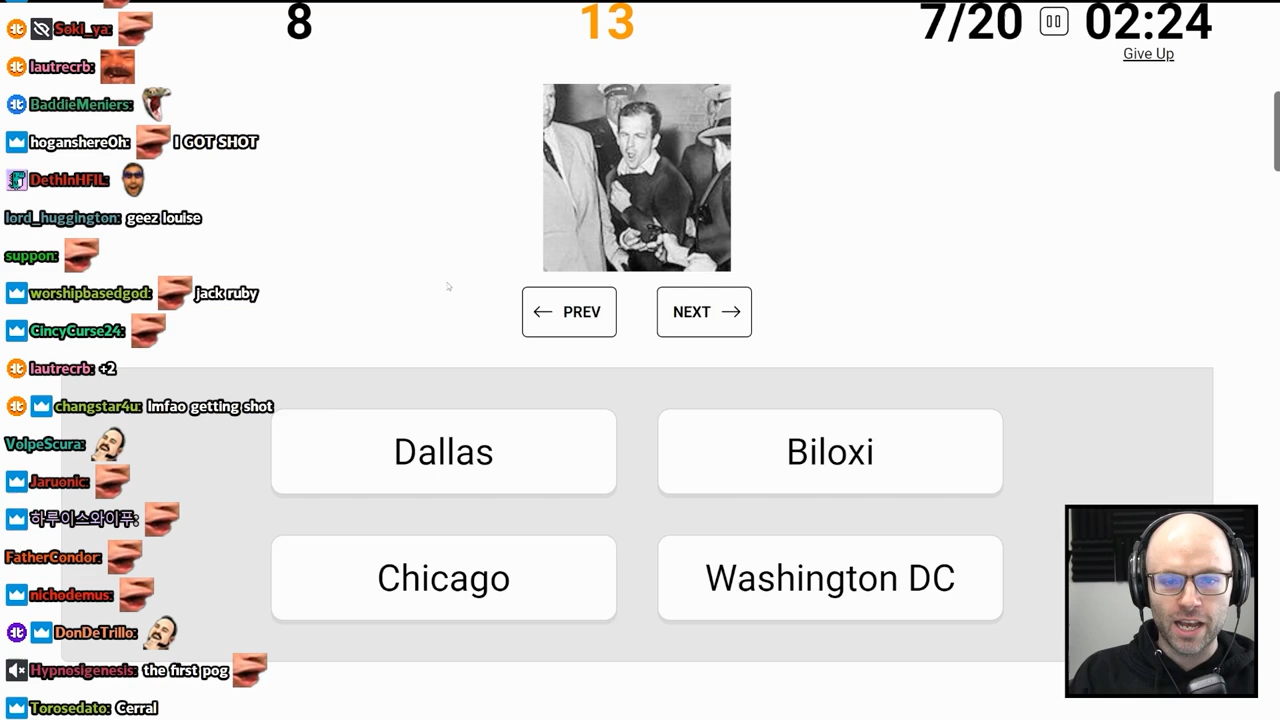 8
13
7/20
02:24
Give Up
PREV
NEXT
Dallas
Biloxi
Chicago
Washington DC
Soki_ya:
lautrecrb:
BaddieMeniers:
hoganshereOh: I GOT SHOT
DethInHFIL:
lord_huggington: geez louise
suppon:
worshipbasedgod: jack ruby
CincyCurse24:
lautrecrb: +2
changstar4u: lmfao getting shot
VolpeScura:
Jaruonic:
하루이스와이푸:
FatherCondor:
nichodemus:
DonDeTrillo:
Hypnosigenesis: the first pog
Torosedato: Cerral